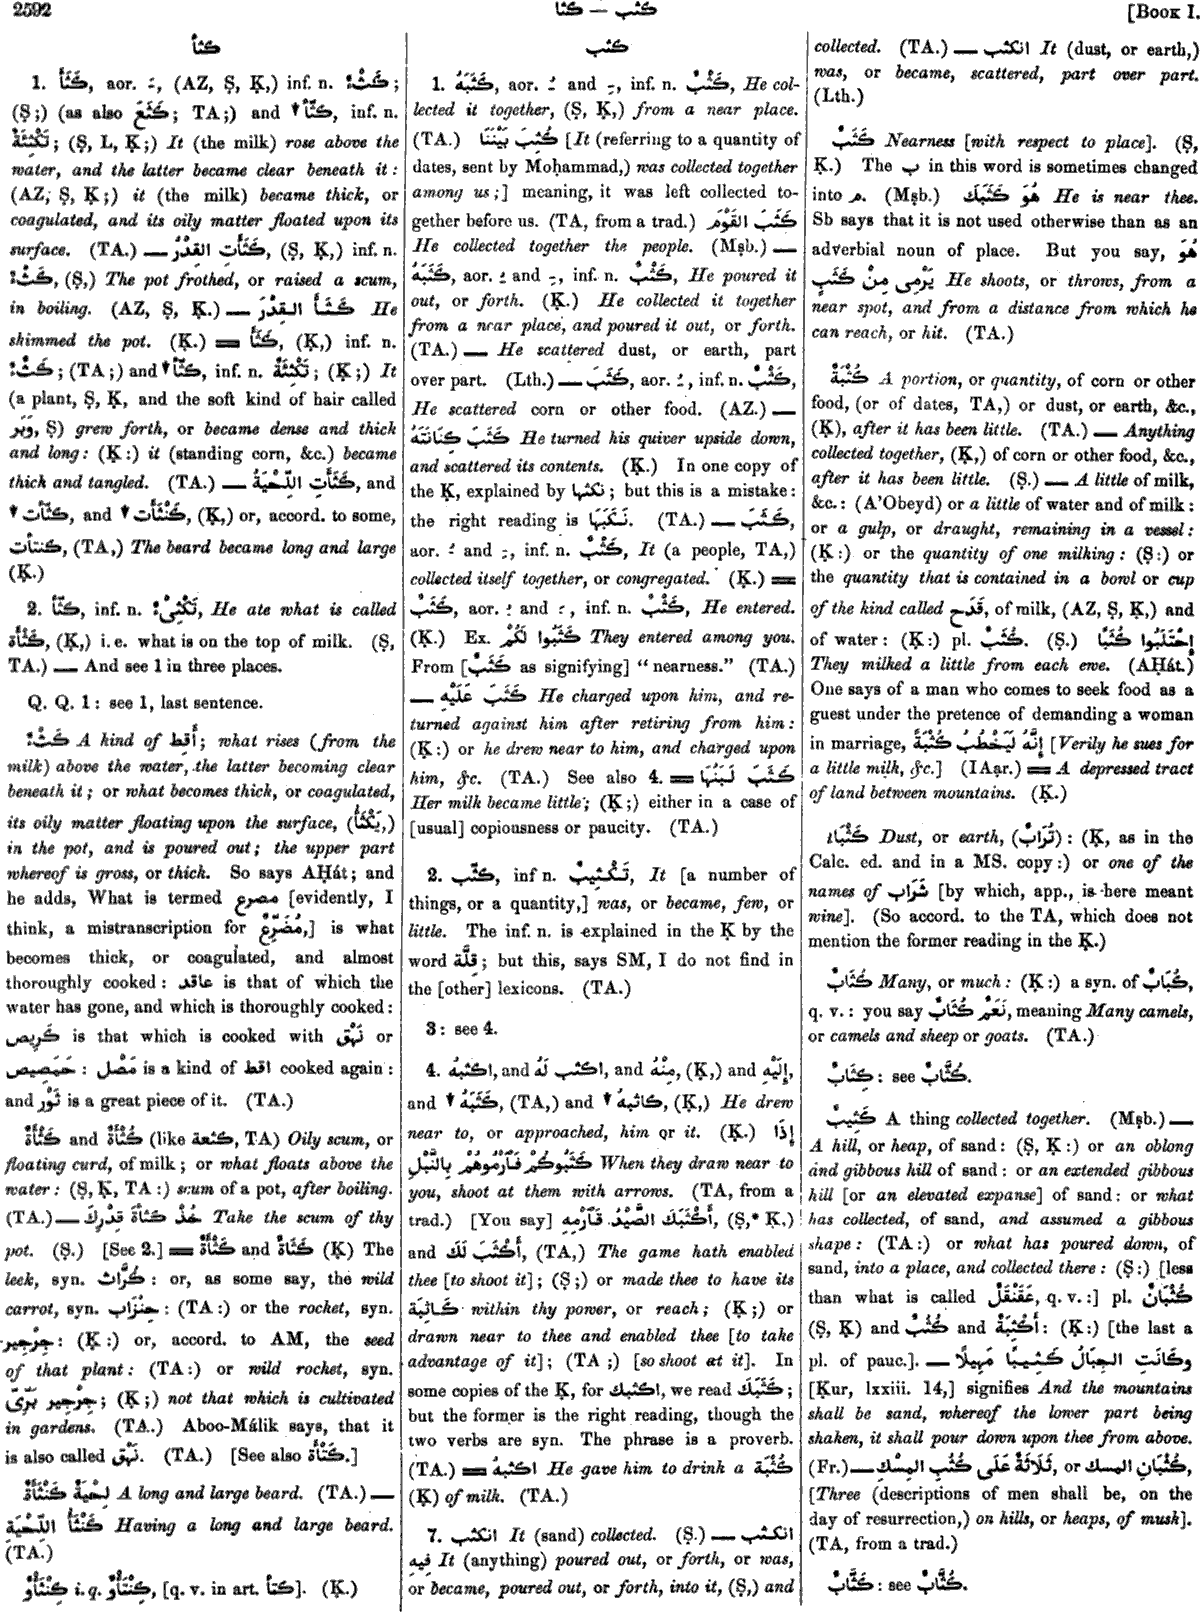 2592
كثأ — كثب
[Book I.
كثأ
1. كَثَأَ, aor. ـَ, (AZ, Ṣ, Ḳ,) inf. n. كَثْءٌ;
(Ṣ;) (as also كَثَعَ; TA;) and ↓ كثّأ, inf. n.
تَكْثِئَةٌ; (Ṣ, L, Ḳ;) It (the milk) rose above the
water, and the latter became clear beneath it:
(AZ, Ṣ, Ḳ;) it (the milk) became thick, or
coagulated, and its oily matter floated upon its
surface. (TA.) — كَثَأَتِ القِدْرُ, (Ṣ, Ḳ,) inf. n.
كَثْءٌ, (Ṣ,) The pot frothed, or raised a scum,
in boiling. (AZ, Ṣ, Ḳ.) — كَثَأَ القِدْرَ He
skimmed the pot. (Ḳ.) = كَثَأَ, (Ḳ,) inf. n.
كَثْءٌ; (TA;) and ↓ كثّأ, inf. n. تَكْثِئَةٌ; (Ḳ;) It
(a plant, Ṣ, Ḳ, and the soft kind of hair called
وَبَر, Ṣ) grew forth, or became dense and thick
and long: (Ḳ:) it (standing corn, &c.) became
thick and tangled. (TA.) — كَثَأَتِ اللِّحْيَةُ, and
↓ كثّأت, and ↓ كَنْثَأَت, (Ḳ,) or, accord. to some,
كنتأت, (TA,) The beard became long and large
(Ḳ.)
2. كثّأ, inf. n. تَكْثِىْءٌ, He ate what is called
كَثْأَة, (Ḳ,) i. e. what is on the top of milk. (Ṣ,
TA.) — And see 1 in three places.
Q. Q. 1: see 1, last sentence.
كَثْءٌ A kind of أَقِط; what rises (from the
milk) above the water, the latter becoming clear
beneath it; or what becomes thick, or coagulated,
its oily matter floating upon the surface, (يَكْثَأُ,)
in the pot, and is poured out; the upper part
whereof is gross, or thick. So says AḤát; and
he adds, What is termed مصرع [evidently, I
think, a mistranscription for مُضَرَّعٌ,] is what
becomes thick, or coagulated, and almost
thoroughly cooked: عاقد is that of which the
water has gone, and which is thoroughly cooked:
كَرِيص is that which is cooked with نَهْق or
حَمَصِيص: مَصْل is a kind of اقط cooked again:
and ثَوْر is a great piece of it. (TA.)
كَثْأَةٌ and كُثْأَةٌ (like كثعة, TA) Oily scum, or
floating curd, of milk; or what floats above the
water: (Ṣ, Ḳ, TA:) scum of a pot, after boiling.
(TA.) — خُذْ كثأةَ قِدْرِكَ Take the scum of thy
pot. (Ṣ.) [See 2.] = كَثْأَةٌ and كَثَاةٌ (Ḳ) The
leek, syn. كُرَّاث: or, as some say, the wild
carrot, syn. حِنْزَاب: (TA:) or the rocket, syn.
جِرْجِير: (Ḳ:) or, accord. to AM, the seed
of that plant: (TA:) or wild rocket, syn.
جِرْجِير بَرِّىّ; (Ḳ;) not that which is cultivated
in gardens. (TA.) Aboo-Málik says, that it
is also called نَهْق. (TA.) [See also كَثْأَةٌ.]
لِحْيَةٌ كَنْثَأَةٌ A long and large beard. (TA.) —
كَنْثَأُ اللِّحْيَةِ Having a long and large beard.
(TA.)
كِنْثَأْوٌ i. q. كِنْتَأْوٌ, [q. v. in art. كتأ]. (Ḳ.)
كثب
1. كَثَبَهُ, aor. ـُ and ـِ, inf. n. كَثْبٌ, He col-
lected it together, (Ṣ, Ḳ,) from a near place.
(TA.) كُثِبَ بَيْنَنَا [It (referring to a quantity of
dates, sent by Moḥammad,) was collected together
among us;] meaning, it was left collected to-
gether before us. (TA, from a trad.) كَثَبَ القَوْمَ
He collected together the people. (Mṣb.) —
كَثَبَهُ, aor. ـُ and ـِ, inf. n. كَثْبٌ, He poured it
out, or forth. (Ḳ.) He collected it together
from a near place, and poured it out, or forth.
(TA.) — He scattered dust, or earth, part
over part. (Lth.) — كَثَبَ, aor. ـُ, inf. n. كَثْبٌ,
He scattered corn or other food. (AZ.) —
كَثَبَ كِنَانَتَهُ He turned his quiver upside down,
and scattered its contents. (Ḳ.) In one copy of
the Ḳ, explained by نكثها; but this is a mistake:
the right reading is نَكَبَهَا. (TA.) — كَثَبَ,
aor. ـُ and ـِ, inf. n. كَثْبٌ, It (a people, TA,)
collected itself together, or congregated. (Ḳ.) =
كَثَبَ, aor. ـُ and ـِ, inf. n. كَثْبٌ, He entered.
(Ḳ.) Ex. كَثَبُوا لَكُمْ They entered among you.
From [كَثَبٌ as signifying] "nearness." (TA.)
— كَثَبَ عَلَيْهِ He charged upon him, and re-
turned against him after retiring from him:
(Ḳ:) or he drew near to him, and charged upon
him, &c. (TA.) See also 4. = كَثَبَ لَبَنُهَا
Her milk became little; (Ḳ;) either in a case of
[usual] copiousness or paucity. (TA.)
2. كثّب, inf n. تَكْثِيبٌ, It [a number of
things, or a quantity,] was, or became, few, or
little. The inf. n. is explained in the Ḳ by the
word قِلَّة; but this, says SM, I do not find in
the [other] lexicons. (TA.)
3: see 4.
4. اكثبهُ, and اكثب لَهُ, and مِنْهُ, (Ḳ,) and إِلَيْهِ,
and ↓ كَثَبَهُ, (TA,) and ↓ كاثبهُ, (Ḳ,) He drew
near to, or approached, him or it. (Ḳ.) إِذَا
كَثَبُوكُمْ فَٱرْمُوهُمْ بِالنَّبْلِ When they draw near to
you, shoot at them with arrows. (TA, from a
trad.) [You say] أَكْثَبَكَ الصَّيْدُ فَٱرْمِهِ, (Ṣ,* Ḳ,)
and أَكْثَبَ لَكَ, (TA,) The game hath enabled
thee [to shoot it]; (Ṣ;) or made thee to have its
كَاثِبَة within thy power, or reach; (Ḳ;) or
drawn near to thee and enabled thee [to take
advantage of it]; (TA;) [so shoot at it]. In
some copies of the Ḳ, for اكثبك, we read كَثَبَكَ;
but the former is the right reading, though the
two verbs are syn. The phrase is a proverb.
(TA.) = اكثبهُ He gave him to drink a كُثْبَة
(Ḳ) of milk. (TA.)
7. انكثب It (sand) collected. (Ṣ.) — انكثب
فِيهِ It (anything) poured out, or forth, or was,
or became, poured out, or forth, into it, (Ṣ,) and
collected. (TA.) — انكثب It (dust, or earth,)
was, or became, scattered, part over part.
(Lth.)
كَثَبٌ Nearness [with respect to place]. (Ṣ,
Ḳ.) The ب in this word is sometimes changed
into م. (Mṣb.) هُوَ كَثَبَكَ He is near thee.
Sb says that it is not used otherwise than as an
adverbial noun of place. But you say, هُوَ
يَرْمِى مِنْ كَثَبٍ He shoots, or throws, from a
near spot, and from a distance from which he
can reach, or hit. (TA.)
كُثْبَةٌ A portion, or quantity, of corn or other
food, (or of dates, TA,) or dust, or earth, &c.,
(Ḳ), after it has been little. (TA.) — Anything
collected together, (Ḳ,) of corn or other food, &c.,
after it has been little. (Ṣ.) — A little of milk,
&c.: (A'Obeyd) or a little of water and of milk:
or a gulp, or draught, remaining in a vessel:
(Ḳ:) or the quantity of one milking: (Ṣ:) or
the quantity that is contained in a bowl or cup
of the kind called قَدَح, of milk, (AZ, Ṣ, Ḳ,) and
of water: (Ḳ:) pl. كُثَبٌ. (Ṣ.) اِحْتَلَبُوا كُثَبًا
They milked a little from each ewe. (AḤát.)
One says of a man who comes to seek food as a
guest under the pretence of demanding a woman
in marriage, إِنَّهُ لَيَخْطُبُ كُثْبَةً [Verily he sues for
a little milk, &c.] (IAạr.) = A depressed tract
of land between mountains. (Ḳ.)
كَثْبَاءُ Dust, or earth, (تُرَابٌ): (Ḳ, as in the
Calc. ed. and in a MS. copy:) or one of the
names of شَرَاب [by which, app., is here meant
wine]. (So accord. to the TA, which does not
mention the former reading in the Ḳ.)
كُثَابٌ Many, or much: (Ḳ:) a syn. of كُبَابٌ,
q. v.: you say نَعَمٌ كُثَابٌ, meaning Many camels,
or camels and sheep or goats. (TA.)
كِثَابٌ: see كُثَّابٌ.
كَثِيبٌ A thing collected together. (Mṣb.) —
A hill, or heap, of sand: (Ṣ, Ḳ:) or an oblong
and gibbous hill of sand: or an extended gibbous
hill [or an elevated expanse] of sand: or what
has collected, of sand, and assumed a gibbous
shape: (TA:) or what has poured down, of
sand, into a place, and collected there: (Ṣ:) [less
than what is called عَقَنْقَلٌ, q. v.:] pl. كُثْبَانٌ
(Ṣ, Ḳ) and كُثُبٌ and أَكْثِبَةٌ: (Ḳ:) [the last a
pl. of pauc.]. — وَكَانَتِ الجِبَالُ كَثِيبًا مَهِيلًا
[Ḳur, lxxiii. 14,] signifies And the mountains
shall be sand, whereof the lower part being
shaken, it shall pour down upon thee from above.
(Fr.) — ثَلَاثَةٌ عَلَى كُثُبِ المِسْكِ, or كُثْبَانِ المسك,
[Three (descriptions of men shall be, on the
day of resurrection,) on hills, or heaps, of musk].
(TA, from a trad.)
كَثَّابٌ: see كُثَّابٌ.